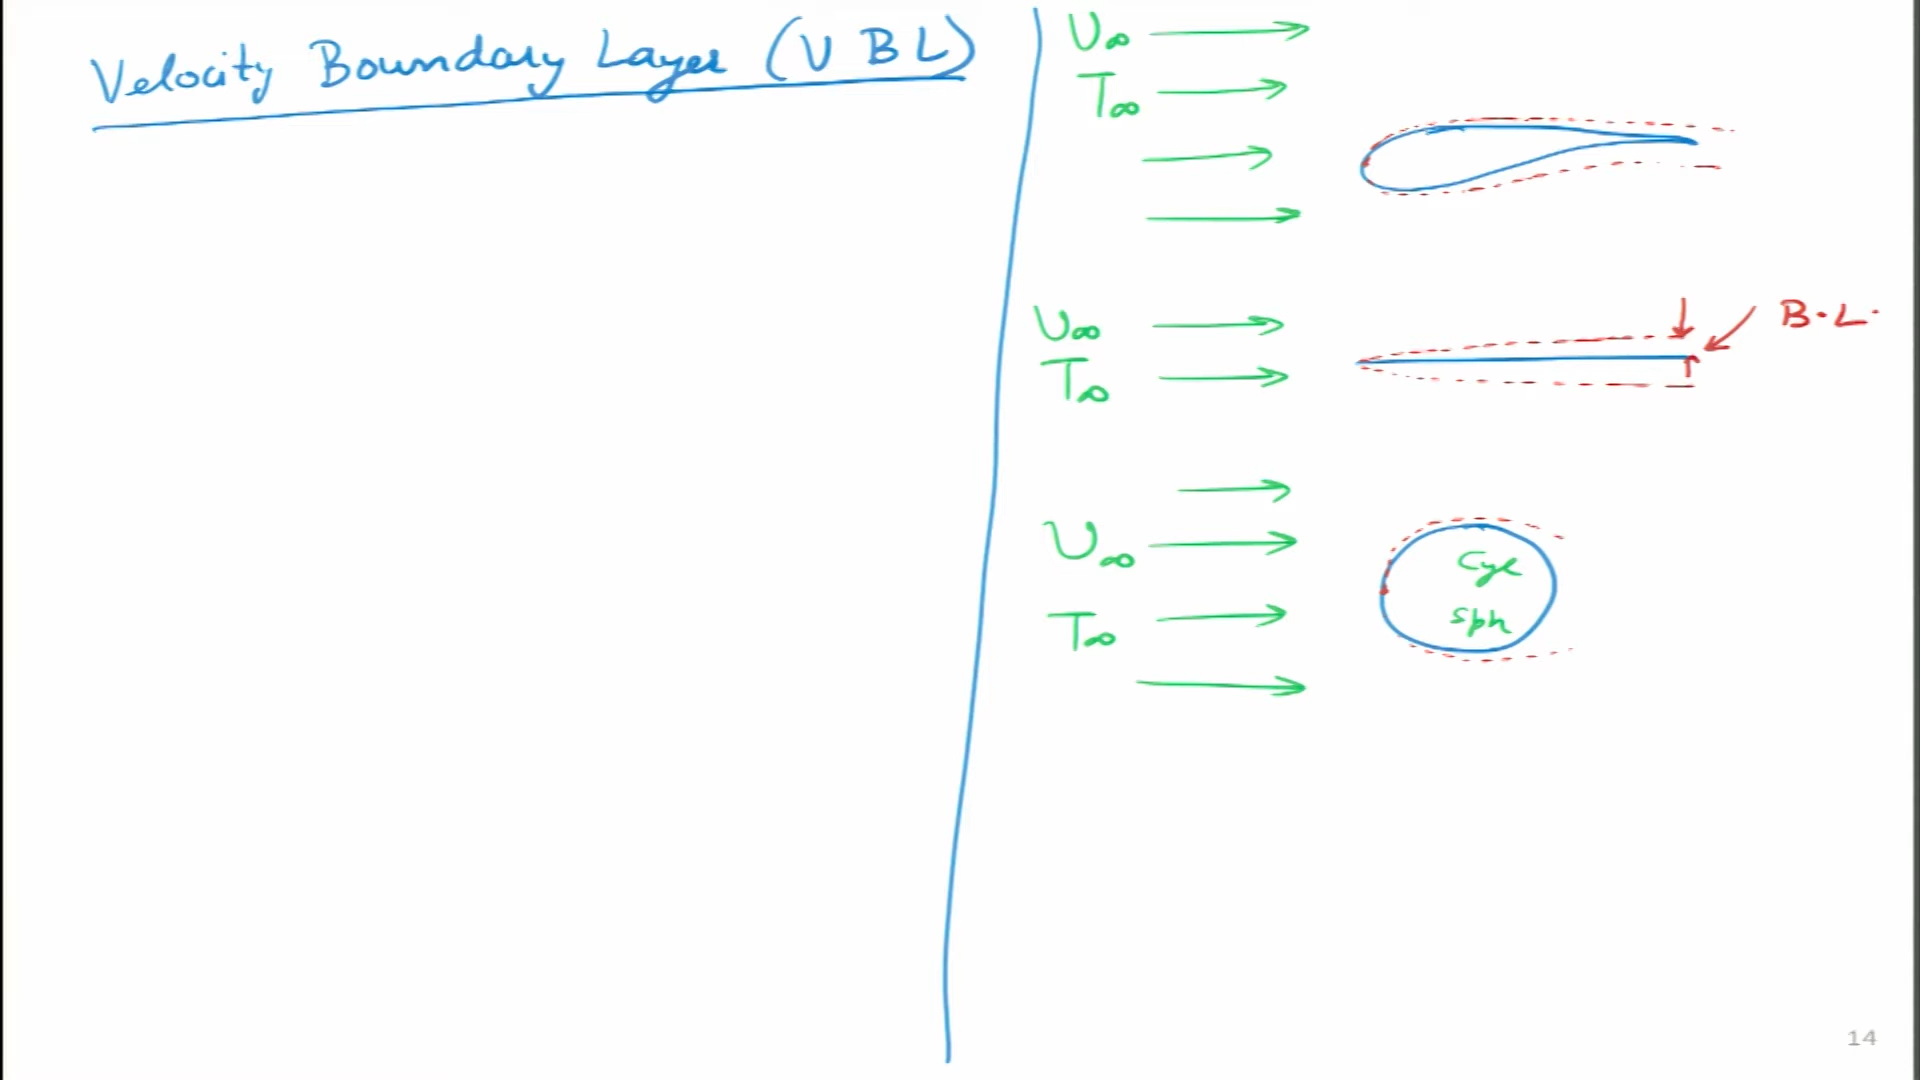 Velocity Boundary Layer (V B L)
U∞
T∞
B.L.
U∞
T∞
U∞
Cyl
Sph
T∞
14